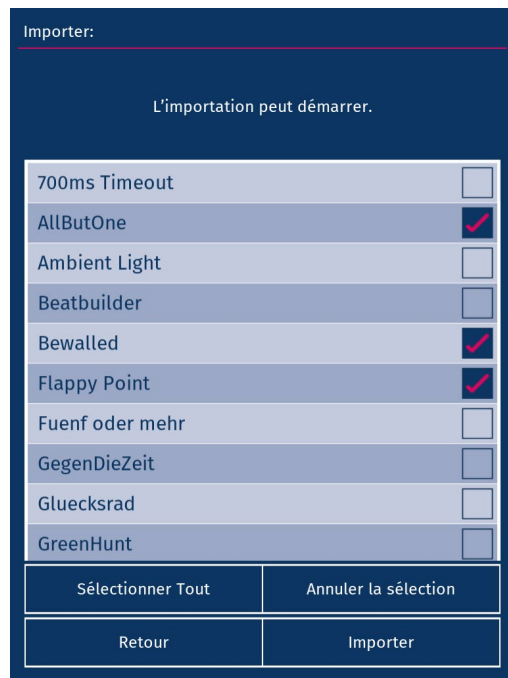 Importer:
L’importation peut démarrer.
700ms Timeout
AllButOne
Ambient Light
Beatbuilder
Bewalled
Flappy Point
Fuenf oder mehr
GegenDieZeit
Gluecksrad
GreenHunt
Sélectionner Tout Annuler la sélection
Retour Importer